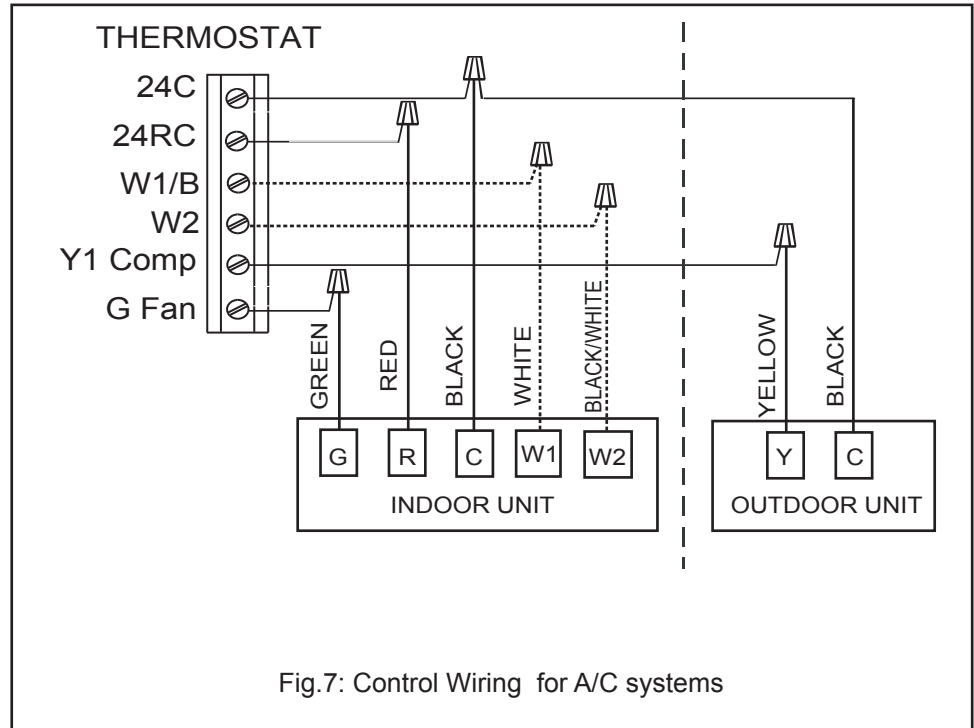 THERMOSTAT
24C
24RC
W1/B
W2
Y1 Comp
G Fan
GREEN
RED
BLACK
WHITE
BLACK/WHITE
YELLOW
BLACK
G R C W1 W2
INDOOR UNIT
Y C
OUTDOOR UNIT
Fig.7: Control Wiring for A/C systems